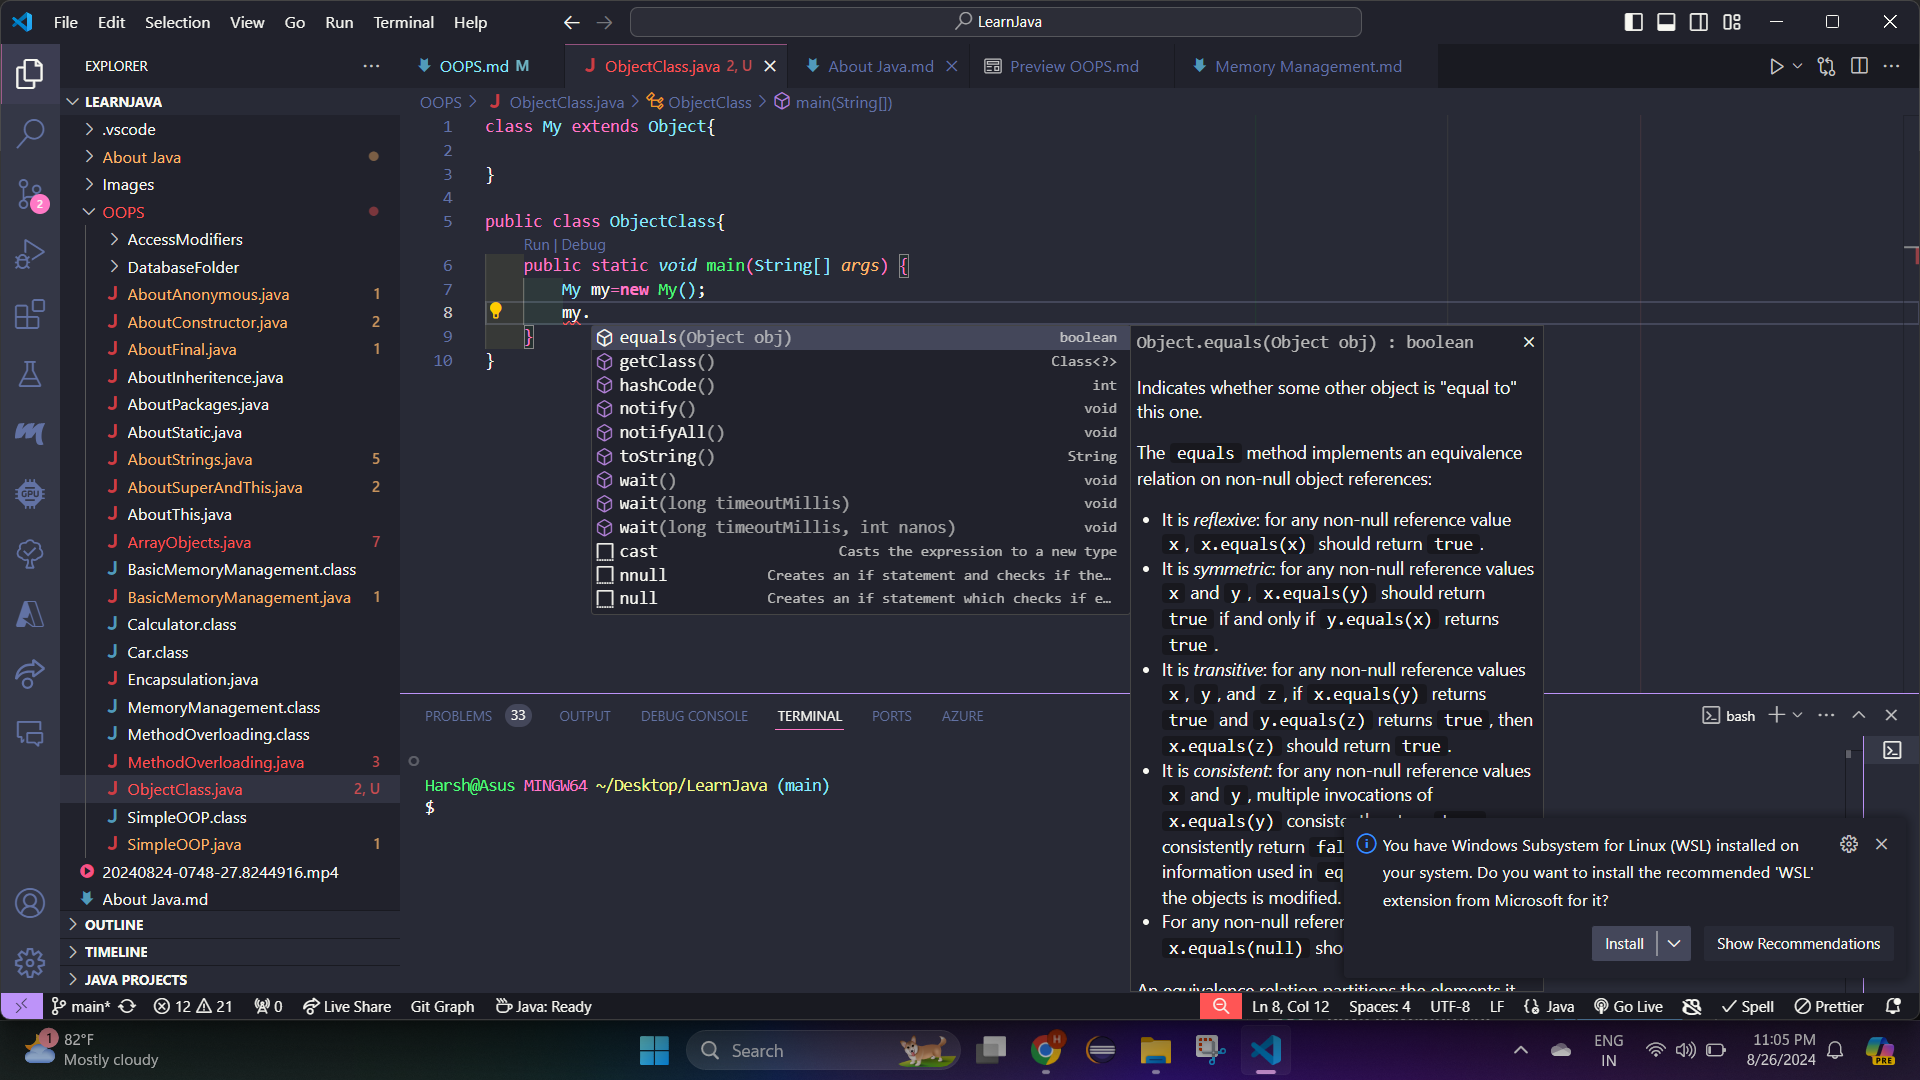 File Edit Selection View Go Run Terminal Help
LearnJava
EXPLORER
OOPS.md M
ObjectClass.java 2, U
About Java.md
Preview OOPS.md
Memory Management.md
LEARNJAVA
.vscode
About Java
Images
OOPS
AccessModifiers
DatabaseFolder
AboutAnonymous.java 1
AboutConstructor.java 2
AboutFinal.java 1
AboutInheritence.java
AboutPackages.java
AboutStatic.java
AboutStrings.java 5
AboutSuperAndThis.java 2
AboutThis.java
ArrayObjects.java 7
BasicMemoryManagement.class
BasicMemoryManagement.java 1
Calculator.class
Car.class
Encapsulation.java
MemoryManagement.class
MethodOverloading.class
MethodOverloading.java 3
ObjectClass.java 2, U
SimpleOOP.class
SimpleOOP.java 1
20240824-0748-27.8244916.mp4
About Java.md
OUTLINE
TIMELINE
JAVA PROJECTS
2
GPU
OOPS > ObjectClass.java > ObjectClass > main(String[])
1 class My extends Object{
2
3 }
4
5 public class ObjectClass{
Run | Debug
6 public static void main(String[] args) {
7 My my=new My();
8 my.
9 }
10 }
equals(Object obj) boolean
getClass() Class<?>
hashCode() int
notify() void
notifyAll() void
toString() String
wait() void
wait(long timeoutMillis) void
wait(long timeoutMillis, int nanos) void
cast Casts the expression to a new type
nnull Creates an if statement and checks if the…
null Creates an if statement which checks if e…
Object.equals(Object obj) : boolean
Indicates whether some other object is "equal to"
this one.
The equals method implements an equivalence
relation on non-null object references:
• It is reflexive: for any non-null reference value
x , x.equals(x) should return true .
• It is symmetric: for any non-null reference values
x and y , x.equals(y) should return
true if and only if y.equals(x) returns
true .
• It is transitive: for any non-null reference values
x , y , and z , if x.equals(y) returns
true and y.equals(z) returns true , then
x.equals(z) should return true .
• It is consistent: for any non-null reference values
x and y , multiple invocations of
x.equals(y) consiste
consistently return fal
information used in eq
the objects is modified.
• For any non-null referen
x.equals(null) sho
An equivalence relation partitions the elements it
PROBLEMS 33 OUTPUT DEBUG CONSOLE TERMINAL PORTS AZURE
bash
Harsh@Asus MINGW64 ~/Desktop/LearnJava (main)
$
You have Windows Subsystem for Linux (WSL) installed on
your system. Do you want to install the recommended 'WSL'
extension from Microsoft for it?
Install
Show Recommendations
main* 12 21 0 Live Share Git Graph Java: Ready
Ln 8, Col 12 Spaces: 4 UTF-8 LF {} Java Go Live Spell Prettier
1
82°F
Mostly cloudy
Search
H
ENG
IN
11:05 PM
8/26/2024
PRE